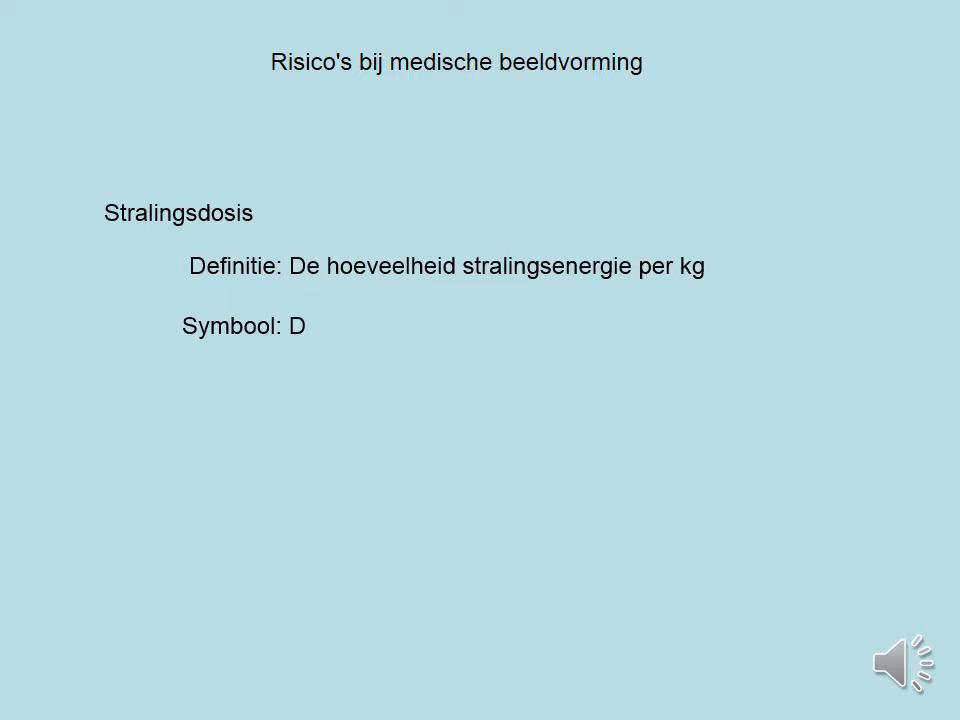 Risico's bij medische beeldvorming
Stralingsdosis
Definitie: De hoeveelheid stralingsenergie per kg
Symbool: D